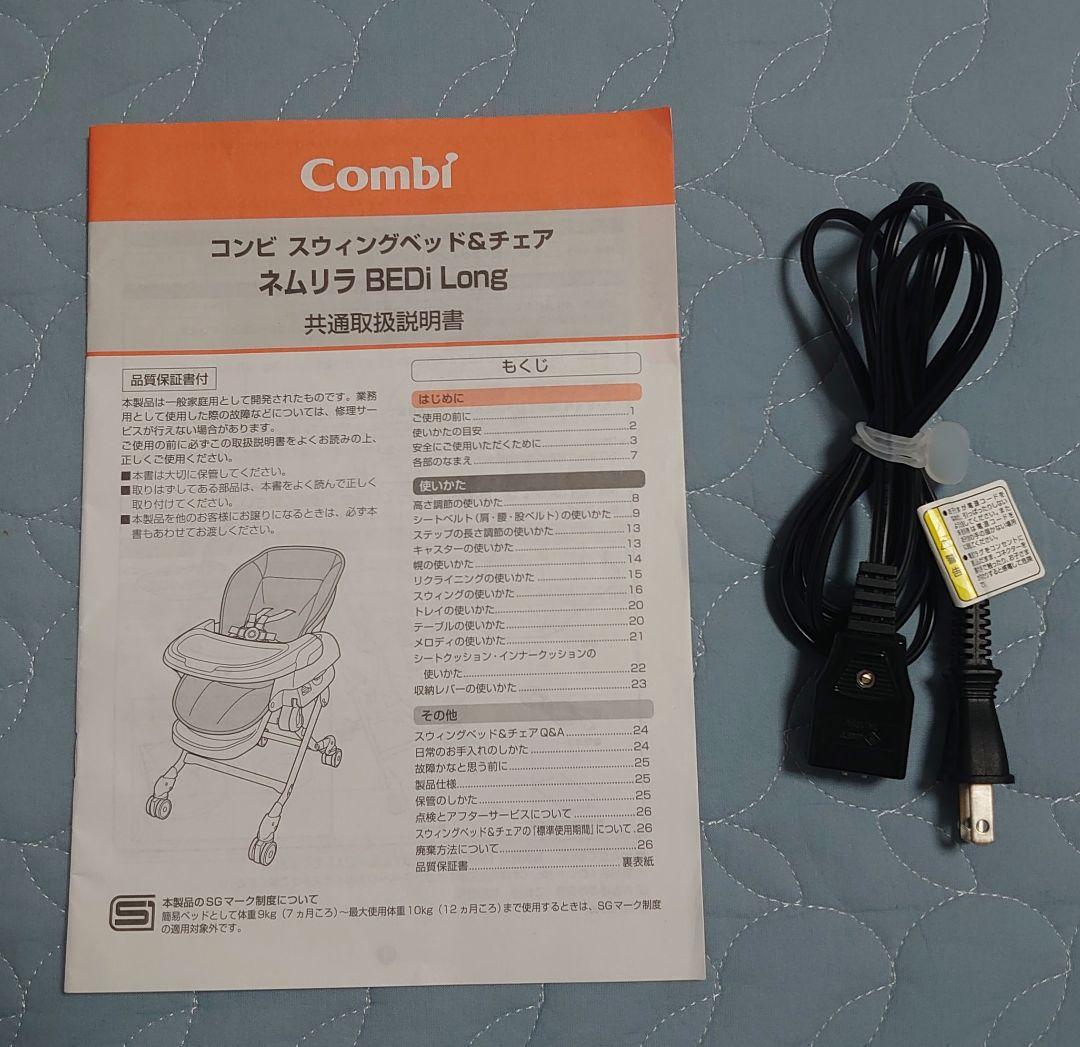 Combi
コンビ スウィングベッド&チェア
ネムリラ BEDi Long
共通取扱説明書
品質保証書付
本製品は一般家庭用として開発されたものです。業務
用として使用した際の故障などについては、修理サー
ビスが行えない場合があります。
ご使用の前に必ずこの取扱説明書をよくお読みの上、
正しくご使用ください。
■本書は大切に保管してください。
■取りはずしてある部品は、本書をよく読んで正しく
取り付けてください。
■本製品を他のお客様にお譲りになるときは、必ず本
書もあわせてお渡しください。
もくじ
はじめに
ご使用の前に.....1
使いかたの目安.....2
安全にご使用いただくために.....3
各部のなまえ.....7
使いかた
高さ調節の使いかた.....8
シートベルト(肩・腰・股ベルト)の使いかた.....9
ステップの長さ調節の使いかた.....13
キャスターの使いかた.....13
幌の使いかた.....14
リクライニングの使いかた.....15
スウィングの使いかた.....16
トレイの使いかた.....20
テーブルの使いかた.....20
メロディの使いかた.....21
シートクッション・インナークッションの
使いかた.....22
収納レバーの使いかた.....23
その他
スウィングベッド&チェアQ&A.....24
日常のお手入れのしかた.....24
故障かなと思う前に.....25
製品仕様.....25
保管のしかた.....25
点検とアフターサービスについて.....26
スウィングベッド&チェアの「標準使用期間」について.26
廃棄方法について.....26
品質保証書.....裏表紙
本製品のSGマーク制度について
簡易ベッドとして体重9kg(7ヵ月ころ)~最大使用体重10kg(12ヵ月ころ)まで使用するときは、SGマーク制度
の適用対象外です。
警告